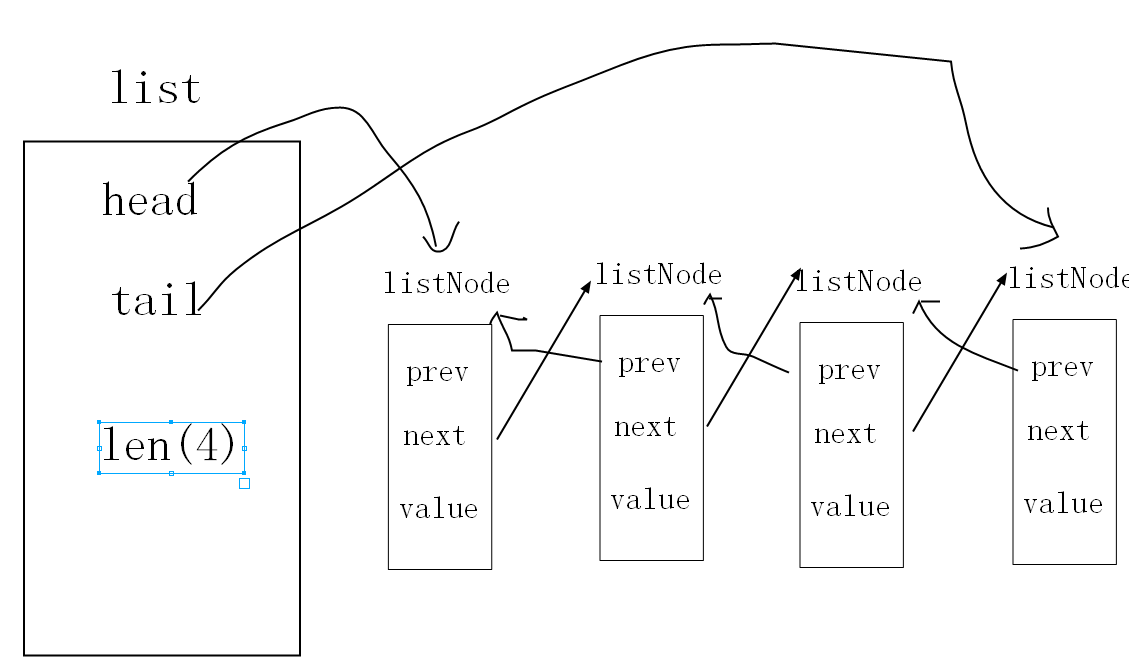 list
head
tail
len(4)
listNode
prev
next
value
listNode
prev
next
value
listNode
prev
next
value
listNode
prev
next
value